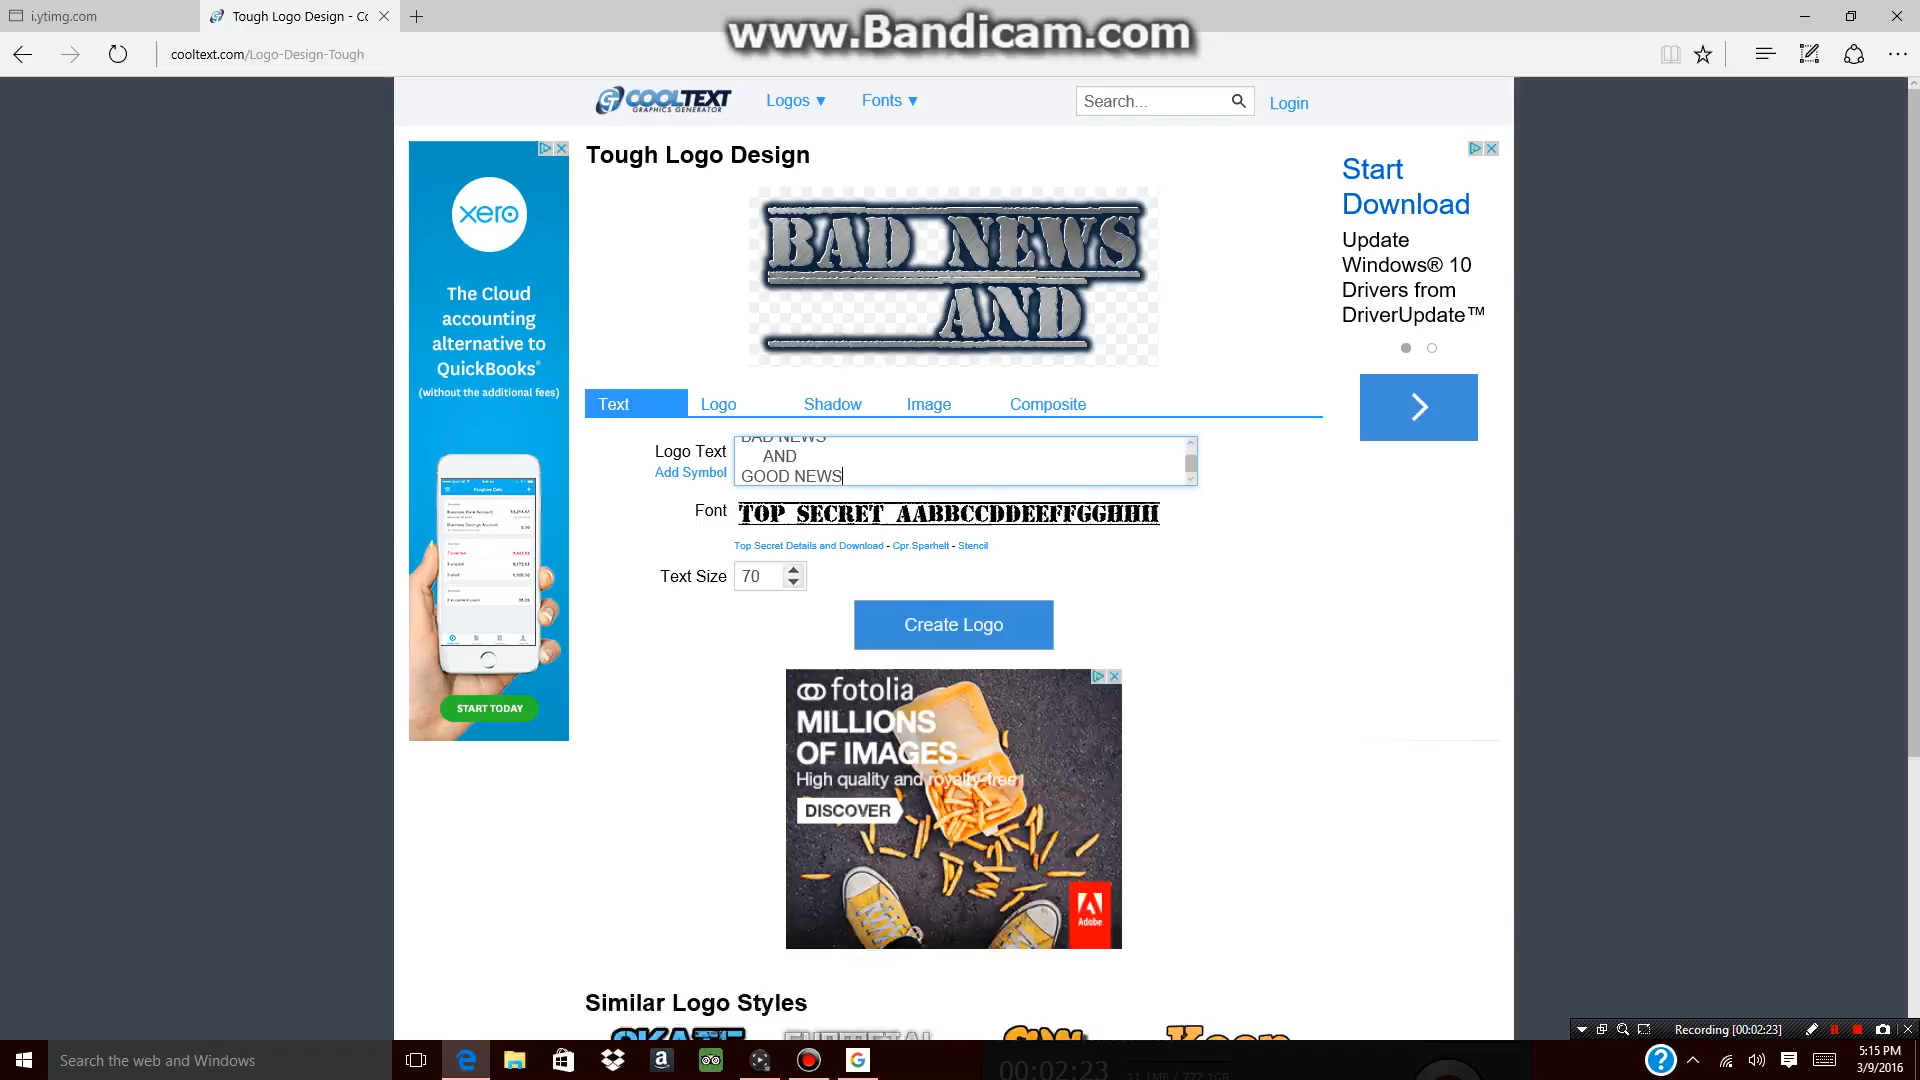 i.ytimg.com
Tough Logo Design - Co
www.Bandicam.com
cooltext.com/Logo-Design-Tough
COOLTEXT
GRAPHICS GENERATOR
Logos ▼
Fonts ▼
Search...
Login
Tough Logo Design
BAD NEWS
AND
Text
Logo
Shadow
Image
Composite
Logo Text
Add Symbol
BAD NEWS
AND
GOOD NEWS
Font
TOP SECRET AABBCCDDEEFFGGHHII
Top Secret Details and Download - Cpr.Sparhelt - Stencil
Text Size
70
Create Logo
xero
The Cloud
accounting
alternative to
QuickBooks®
(without the additional fees)
START TODAY
Start
Download
Update
Windows® 10
Drivers from
DriverUpdate™
fotolia
MILLIONS
OF IMAGES
High quality and royalty-free
DISCOVER
Adobe
Similar Logo Styles
SKATE
GUNMETAL
Recording [00:02:23]
Search the web and Windows
00:02:23
5:15 PM
3/9/2016